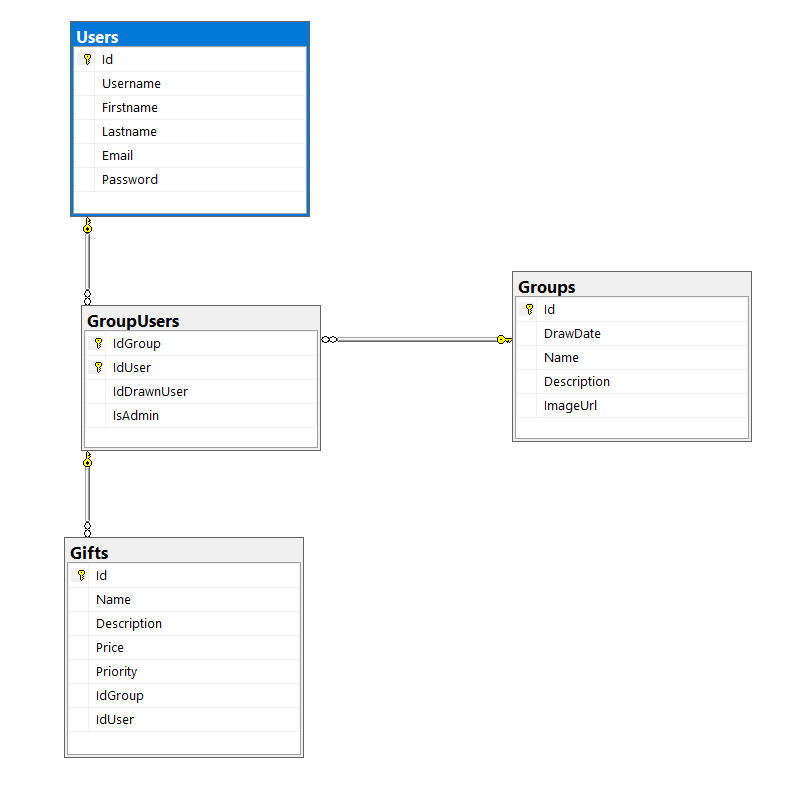 Users
Id
Username
Firstname
Lastname
Email
Password
GroupUsers
IdGroup
IdUser
IdDrawnUser
IsAdmin
Groups
Id
DrawDate
Name
Description
ImageUrl
Gifts
Id
Name
Description
Price
Priority
IdGroup
IdUser